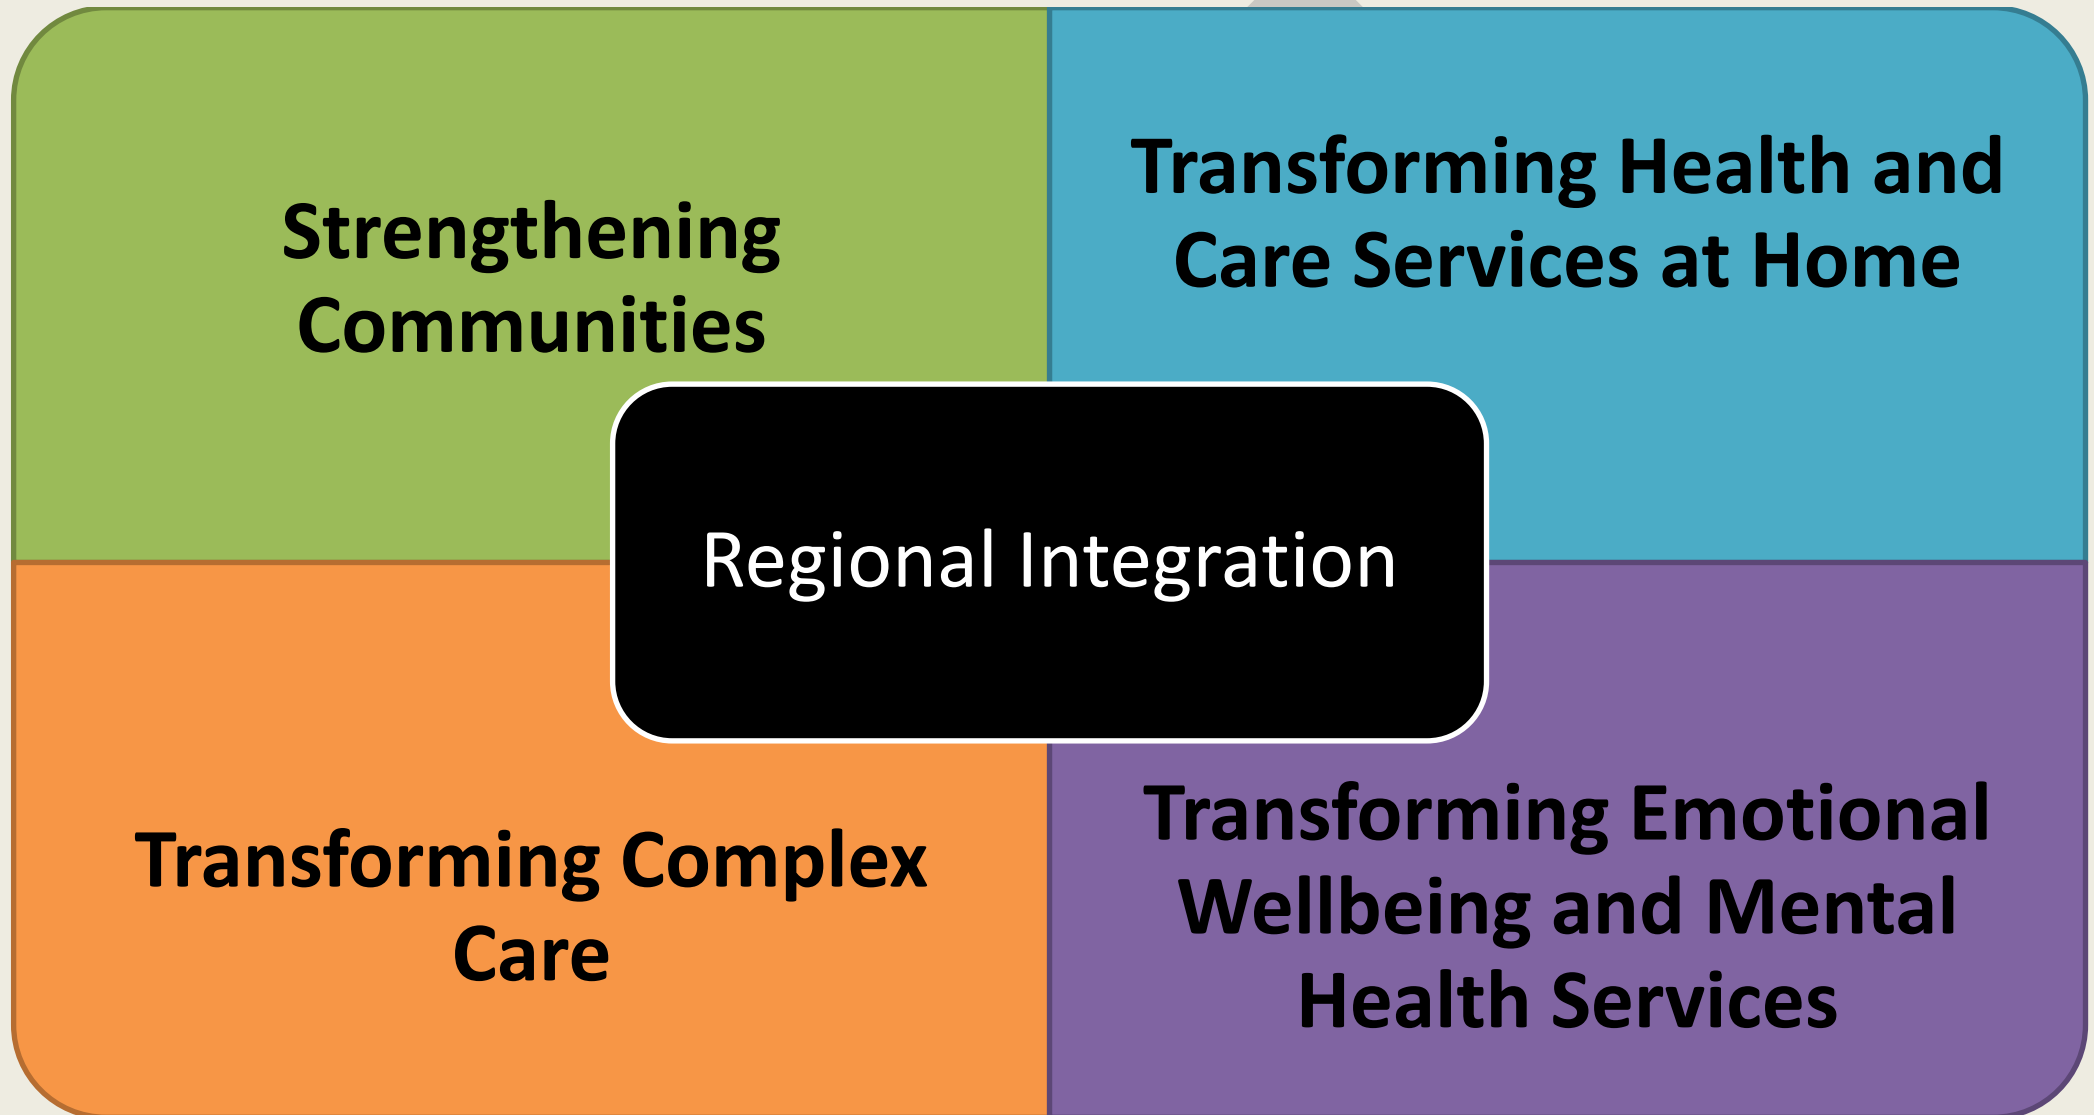 Strengthening
Communities
Transforming Health and
Care Services at Home
Regional Integration
Transforming Complex
Care
Transforming Emotional
Wellbeing and Mental
Health Services